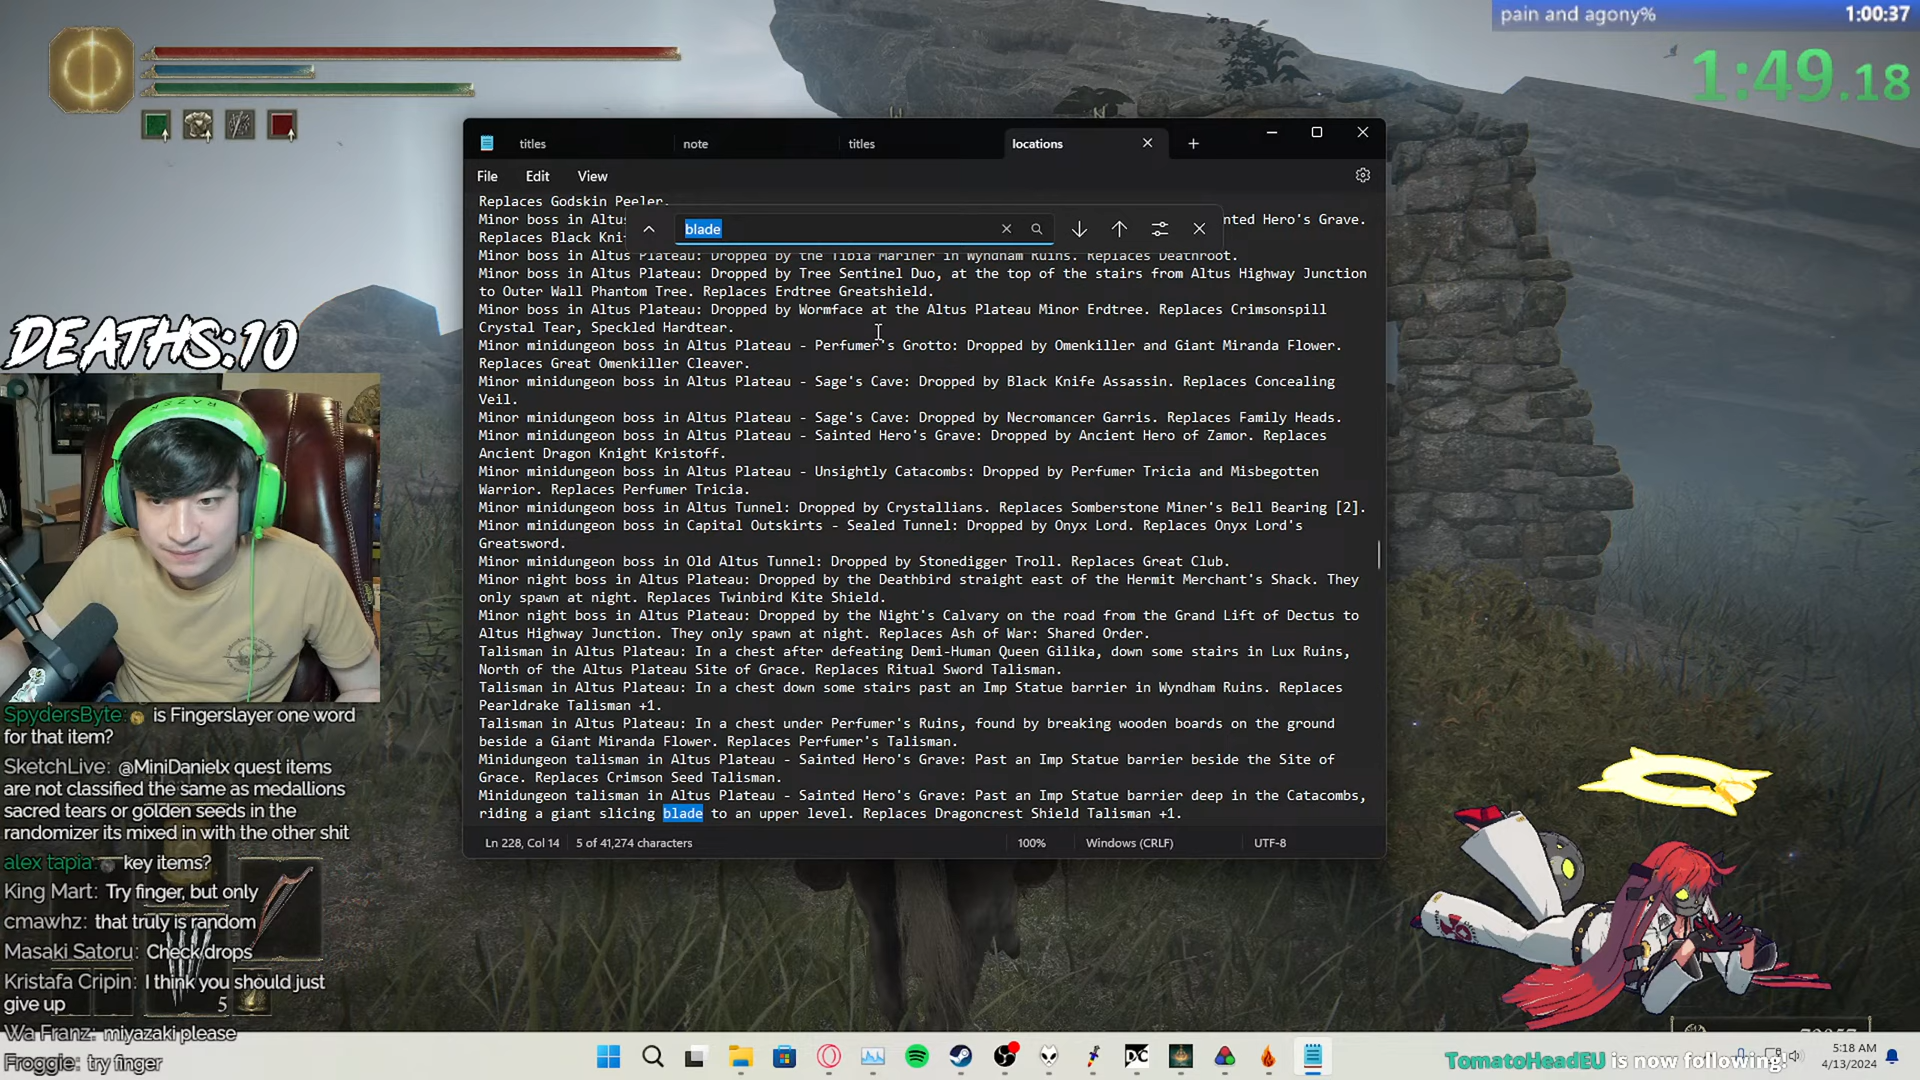 pain and agony%
1:00:37
1:49.18
titles
note
titles
locations
File
Edit
View
Replaces Godskin Peeler.
blade
Minor boss in Altus
nted Hero's Grave.
Replaces Black Kni
Minor boss in Altus Plateau: Dropped by the Tibia Mariner in Wyndham Ruins. Replaces Deathroot.
Minor boss in Altus Plateau: Dropped by Tree Sentinel Duo, at the top of the stairs from Altus Highway Junction
to Outer Wall Phantom Tree. Replaces Erdtree Greatshield.
Minor boss in Altus Plateau: Dropped by Wormface at the Altus Plateau Minor Erdtree. Replaces Crimsonspill
Crystal Tear, Speckled Hardtear.
Minor minidungeon boss in Altus Plateau - Perfumer's Grotto: Dropped by Omenkiller and Giant Miranda Flower.
Replaces Great Omenkiller Cleaver.
Minor minidungeon boss in Altus Plateau - Sage's Cave: Dropped by Black Knife Assassin. Replaces Concealing
Veil.
Minor minidungeon boss in Altus Plateau - Sage's Cave: Dropped by Necromancer Garris. Replaces Family Heads.
Minor minidungeon boss in Altus Plateau - Sainted Hero's Grave: Dropped by Ancient Hero of Zamor. Replaces
Ancient Dragon Knight Kristoff.
Minor minidungeon boss in Altus Plateau - Unsightly Catacombs: Dropped by Perfumer Tricia and Misbegotten
Warrior. Replaces Perfumer Tricia.
Minor minidungeon boss in Altus Tunnel: Dropped by Crystallians. Replaces Somberstone Miner's Bell Bearing [2].
Minor minidungeon boss in Capital Outskirts - Sealed Tunnel: Dropped by Onyx Lord. Replaces Onyx Lord's
Greatsword.
Minor minidungeon boss in Old Altus Tunnel: Dropped by Stonedigger Troll. Replaces Great Club.
Minor night boss in Altus Plateau: Dropped by the Deathbird straight east of the Hermit Merchant's Shack. They
only spawn at night. Replaces Twinbird Kite Shield.
Minor night boss in Altus Plateau: Dropped by the Night's Calvary on the road from the Grand Lift of Dectus to
Altus Highway Junction. They only spawn at night. Replaces Ash of War: Shared Order.
Talisman in Altus Plateau: In a chest after defeating Demi-Human Queen Gilika, down some stairs in Lux Ruins,
North of the Altus Plateau Site of Grace. Replaces Ritual Sword Talisman.
Talisman in Altus Plateau: In a chest down some stairs past an Imp Statue barrier in Wyndham Ruins. Replaces
Pearldrake Talisman +1.
Talisman in Altus Plateau: In a chest under Perfumer's Ruins, found by breaking wooden boards on the ground
beside a Giant Miranda Flower. Replaces Perfumer's Talisman.
Minidungeon talisman in Altus Plateau - Sainted Hero's Grave: Past an Imp Statue barrier beside the Site of
Grace. Replaces Crimson Seed Talisman.
Minidungeon talisman in Altus Plateau - Sainted Hero's Grave: Past an Imp Statue barrier deep in the Catacombs,
riding a giant slicing blade to an upper level. Replaces Dragoncrest Shield Talisman +1.
Ln 228, Col 14
5 of 41,274 characters
100%
Windows (CRLF)
UTF-8
DEATHS:10
RAZER
SpydersByte: is Fingerslayer one word
for that item?
SketchLive: @MiniDanielx quest items
are not classified the same as medallions
sacred tears or golden seeds in the
randomizer its mixed in with the other shit
alex tapia: key items?
King Mart: Try finger, but only
cmawhz: that truly is random
Masaki Satoru: Check drops
Kristafa Cripin: I think you should just
give up
5
Wa Franz: miyazaki please
Froggie: try finger
DC
TomatoHeadEU is now following!
5:18 AM
4/13/2024